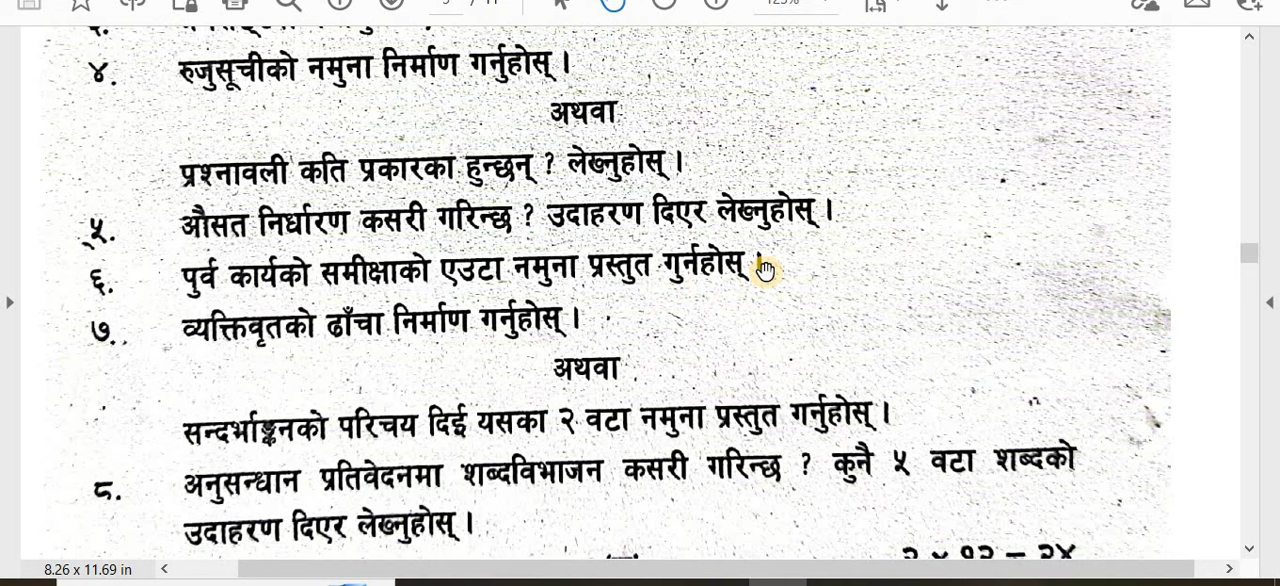 ४. रुजुसूचीको नमुना निर्माण गर्नुहोस् ।
अथवा
प्रश्नावली कति प्रकारका हुन्छन् ? लेख्नुहोस् ।
५. औसत निर्धारण कसरी गरिन्छ ? उदाहरण दिएर लेख्नुहोस् ।
६. पुर्व कार्यको समीक्षाको एउटा नमुना प्रस्तुत गुर्नहोस् ।
७. व्यक्तिवृतको ढाँचा निर्माण गर्नुहोस् ।
अथवा
सन्दर्भाङ्कनको परिचय दिई यसका २ वटा नमुना प्रस्तुत गर्नुहोस् ।
८. अनुसन्धान प्रतिवेदनमा शब्दविभाजन कसरी गरिन्छ ? कुनै ५ वटा शब्दको
उदाहरण दिएर लेख्नुहोस् ।
२ × १२ = २४
8.26 x 11.69 in